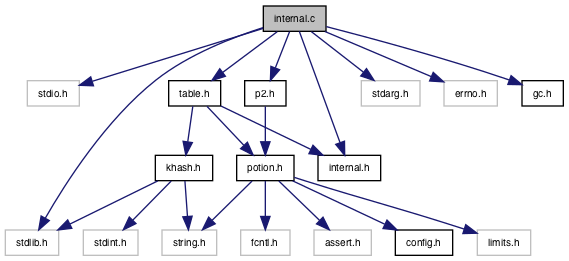 internal.c
stdio.h
table.h
p2.h
stdarg.h
errno.h
gc.h
khash.h
potion.h
internal.h
stdlib.h
stdint.h
string.h
fcntl.h
assert.h
config.h
limits.h